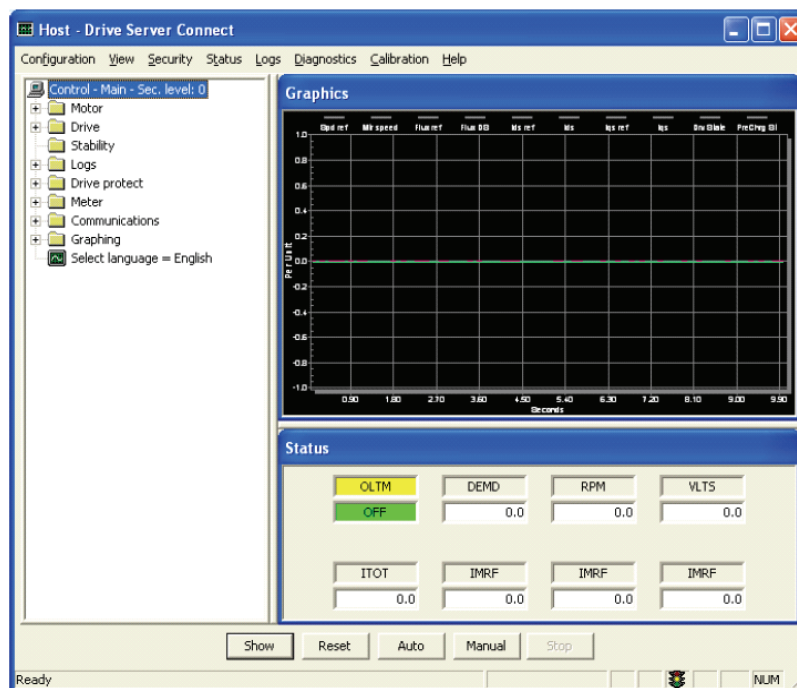 Host - Drive Server Connect
Configuration View Security Status Logs Diagnostics Calibration Help
Control - Main - Sec. level: 0
Motor
Drive
Stability
Logs
Drive protect
Meter
Communications
Graphing
Select language = English
Graphics
Spd ref Mtr speed Flux ref Flux DS Ids ref Ids Iqs ref Iqs Drv State
1.0
0.8
0.6
0.4
0.2
0.0
-0.2
-0.4
-0.6
-0.8
-1.0
Per Unit
0.90 1.80 2.70 3.60 4.50 5.40 6.30 7.20 8.10 9.00 9.90
Seconds
Status
OLTM DEMD RPM VLTS
OFF 0.0 0.0 0.0
ITOT IMRF IMRF IMRF
0.0 0.0 0.0 0.0
Show Reset Auto Manual Stop
Ready NUM